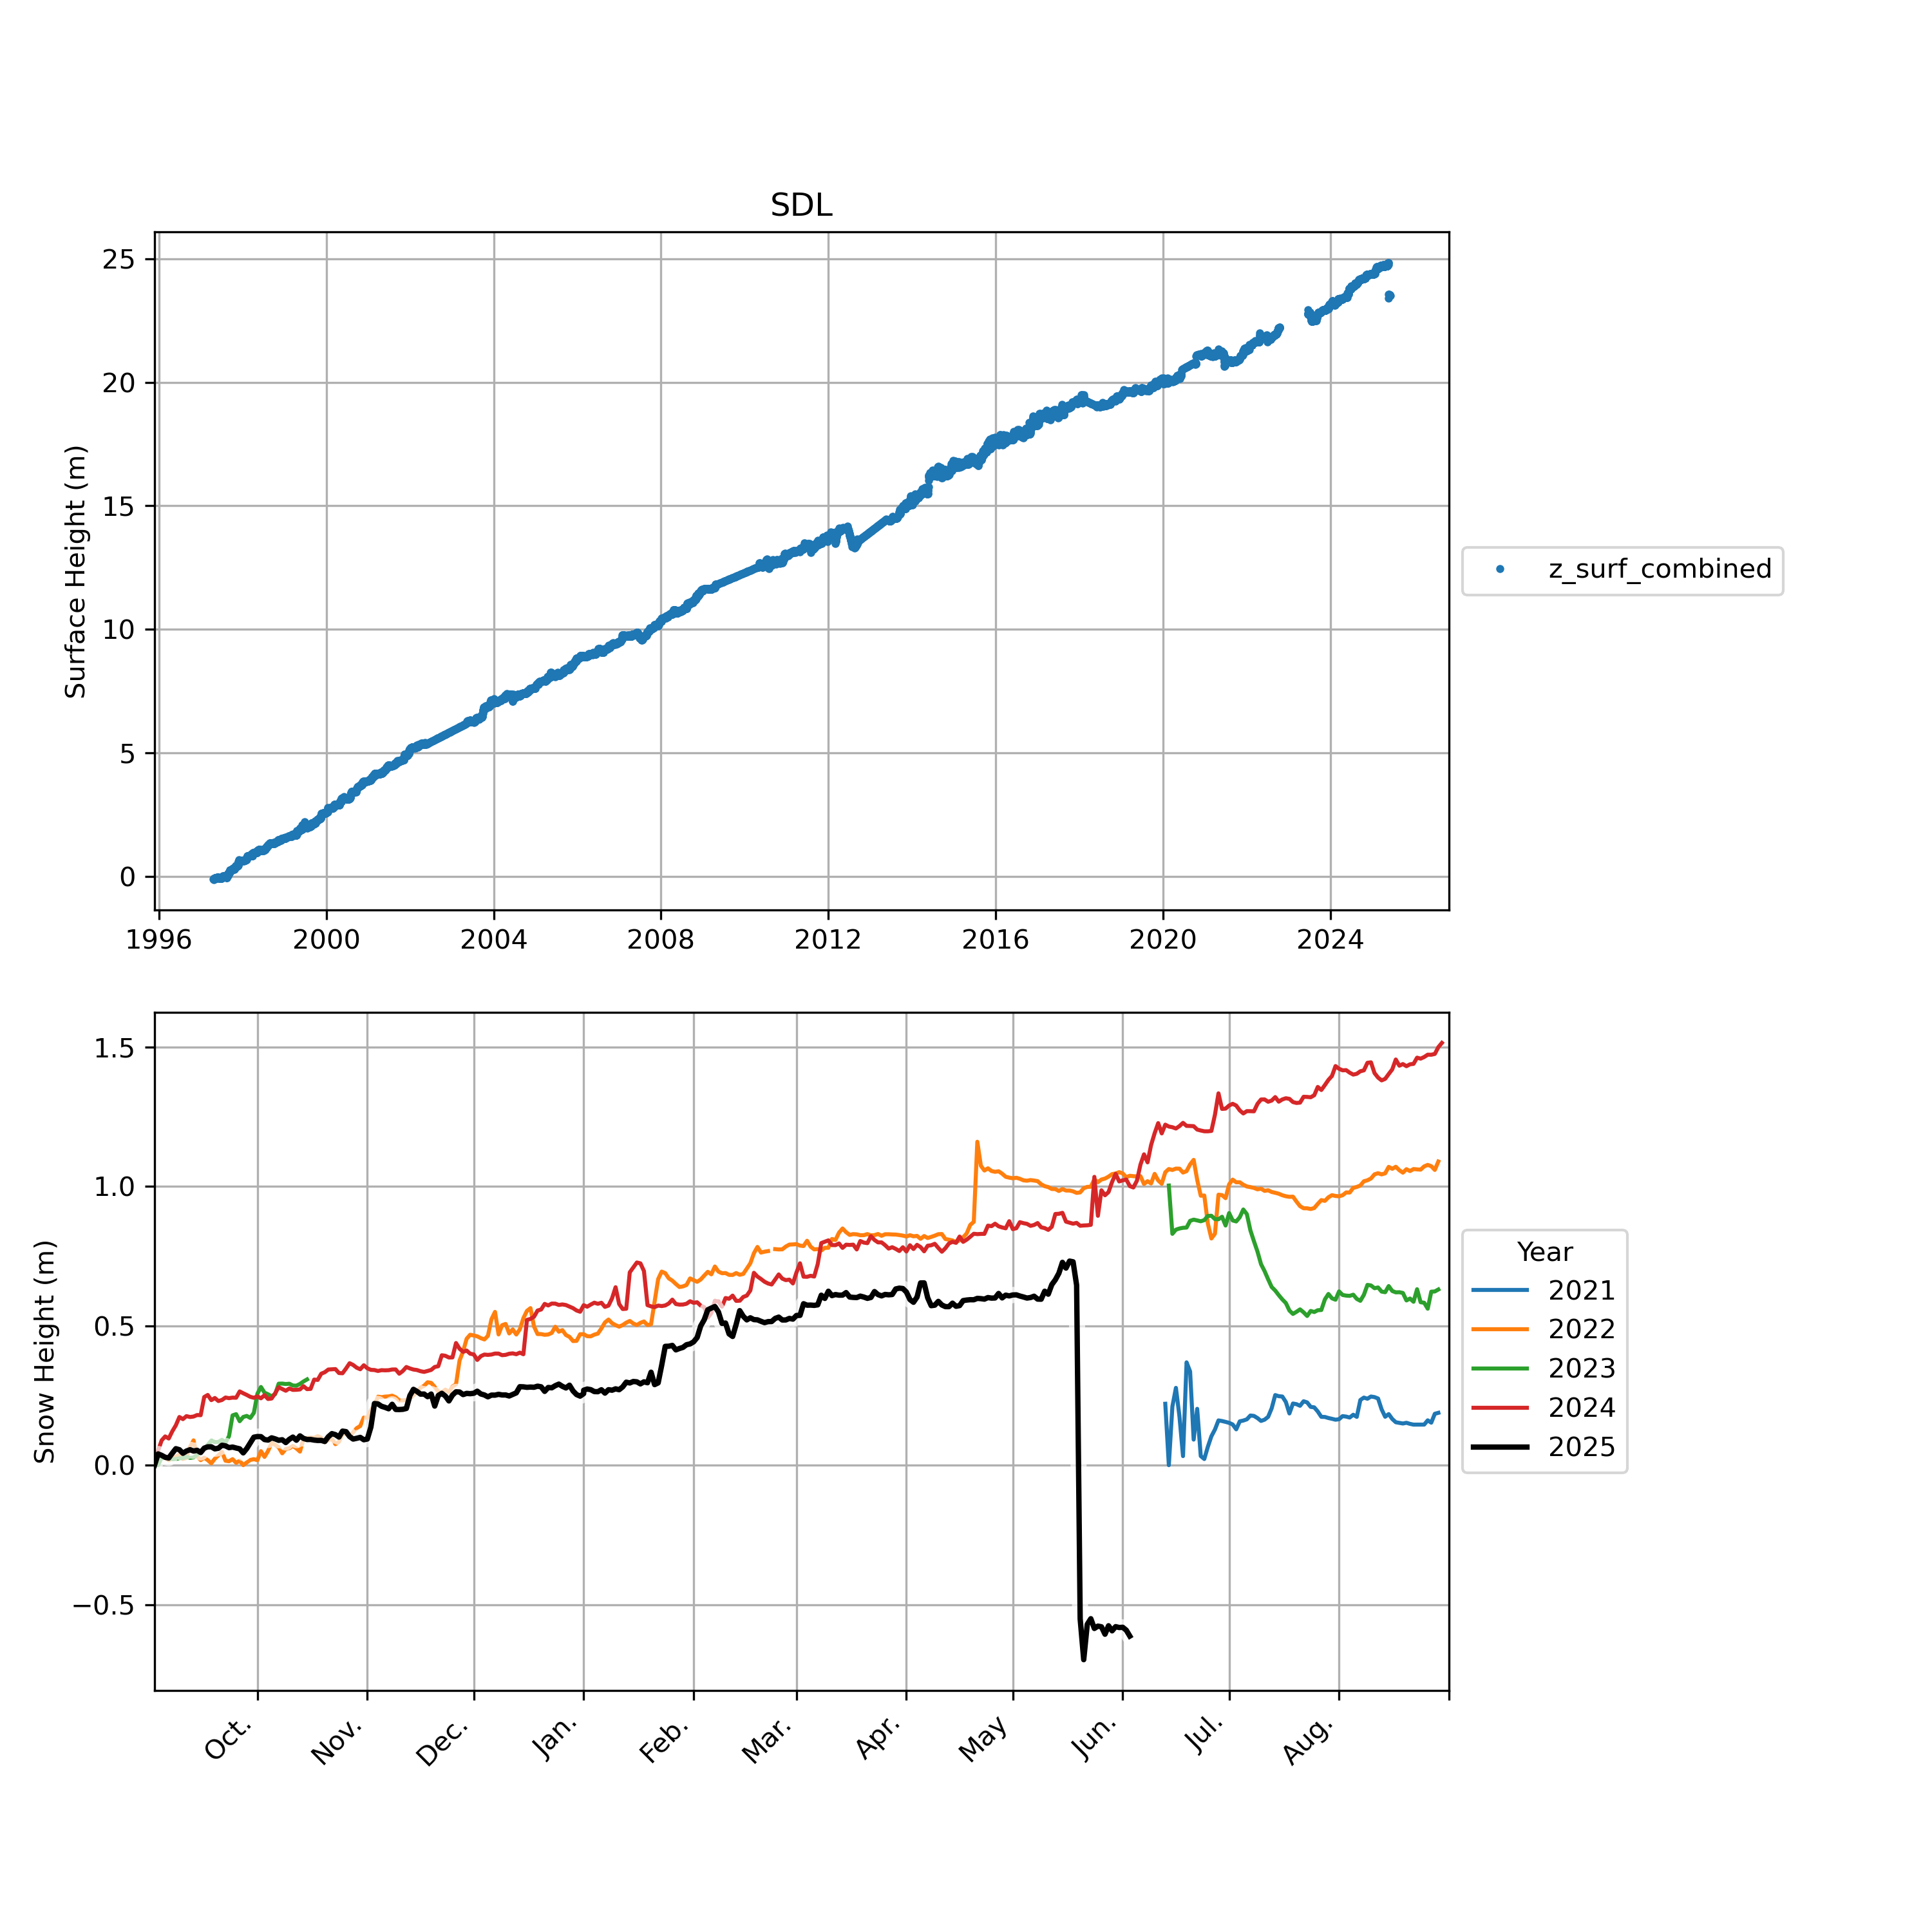 SDL
25
20
15
10
5
0
Surface Height (m)
1996 2000 2004 2008 2012 2016 2020 2024
z_surf_combined
1.5
1.0
0.5
0.0
−0.5
Snow Height (m)
Oct. Nov. Dec. Jan. Feb. Mar. Apr. May Jun. Jul. Aug.
Year
2021
2022
2023
2024
2025